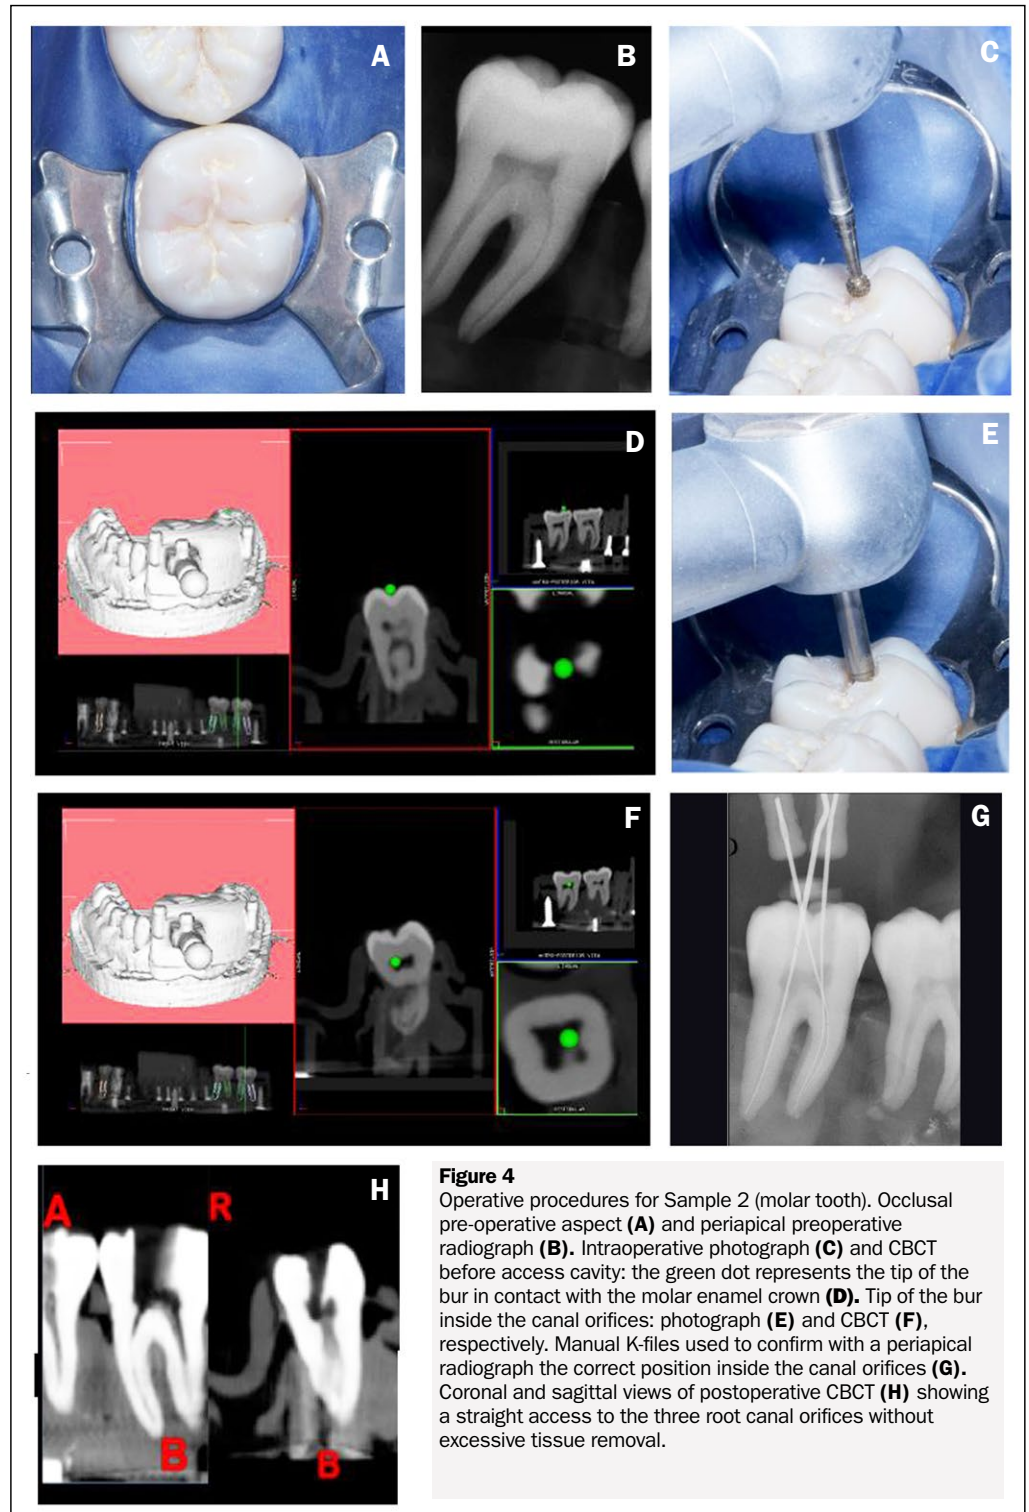 A
B
C
D
E
F
G
H
A
R
B
B
Figure 4
Operative procedures for Sample 2 (molar tooth). Occlusal
pre-operative aspect (A) and periapical preoperative
radiograph (B). Intraoperative photograph (C) and CBCT
before access cavity: the green dot represents the tip of the
bur in contact with the molar enamel crown (D). Tip of the bur
inside the canal orifices: photograph (E) and CBCT (F),
respectively. Manual K-files used to confirm with a periapical
radiograph the correct position inside the canal orifices (G).
Coronal and sagittal views of postoperative CBCT (H) showing
a straight access to the three root canal orifices without
excessive tissue removal.